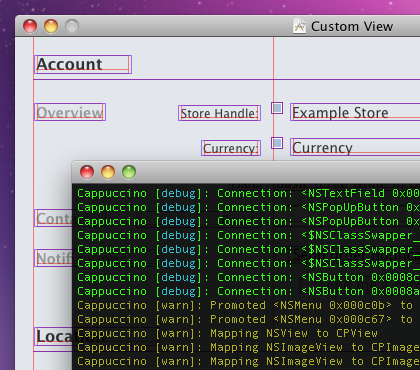 Custom View
Account
Overview
Store Handle:
Example Store
Currency:
Currency
Cappuccino [debug]: Connection: <NSTextField 0x00
Cappuccino [debug]: Connection: <NSPopUpButton 0x
Cappuccino [debug]: Connection: <NSPopUpButton 0x
Cappuccino [debug]: Connection: <$NSClassSwapper_
Cappuccino [debug]: Connection: <$NSClassSwapper_
Cappuccino [debug]: Connection: <$NSClassSwapper_
Cappuccino [debug]: Connection: <NSButton 0x0008c
Cappuccino [debug]: Connection: <NSButton 0x0008a
Cappuccino [warn]: Promoted <NSMenu 0x000c0b> to
Cappuccino [warn]: Promoted <NSMenu 0x000c67> to
Cappuccino [warn]: Mapping NSView to CPView
Cappuccino [warn]: Mapping NSImageView to CPImage
Cappuccino [warn]: Mapping NSImageView to CPImage
Conta
Notif
Loca